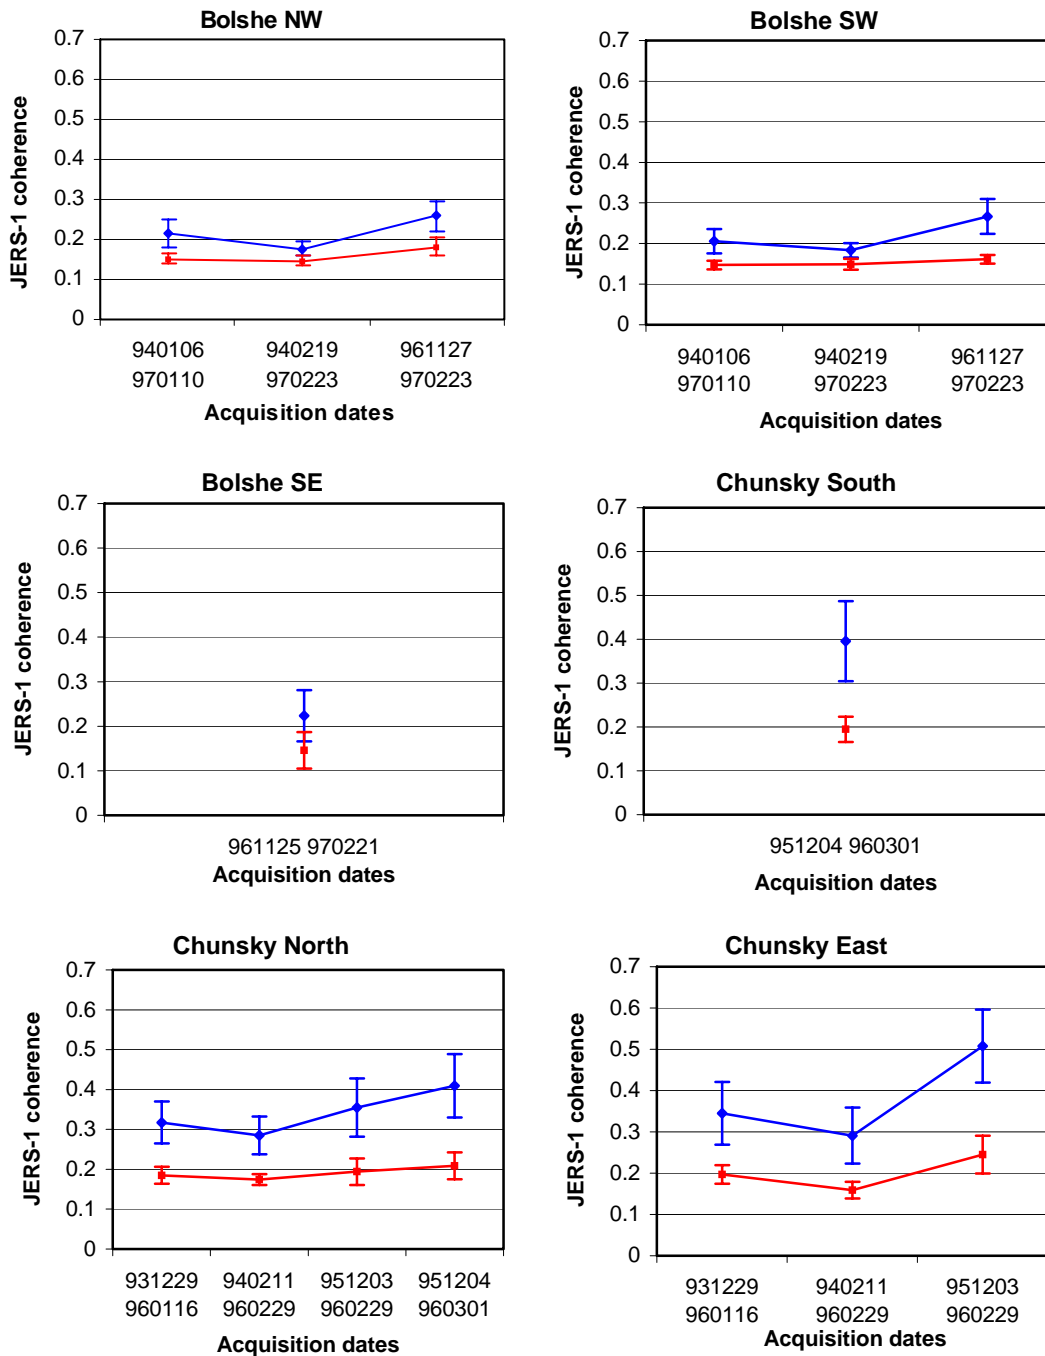 Bolshe NW
0.7
0.6
0.5
0.4
0.3
0.2
0.1
0
JERS-1 coherence
940106 940219 961127
970110 970223 970223
Acquisition dates
Bolshe SW
0.7
0.6
0.5
0.4
0.3
0.2
0.1
0
JERS-1 coherence
940106 940219 961127
970110 970223 970223
Acquisition dates
Bolshe SE
0.7
0.6
0.5
0.4
0.3
0.2
0.1
0
JERS-1 coherence
961125 970221
Acquisition dates
Chunsky South
0.7
0.6
0.5
0.4
0.3
0.2
0.1
0
JERS-1 coherence
951204 960301
Acquisition dates
Chunsky North
0.7
0.6
0.5
0.4
0.3
0.2
0.1
0
JERS-1 coherence
931229 940211 951203 951204
960116 960229 960229 960301
Acquisition dates
Chunsky East
0.7
0.6
0.5
0.4
0.3
0.2
0.1
0
JERS-1 coherence
931229 940211 951203
960116 960229 960229
Acquisition dates